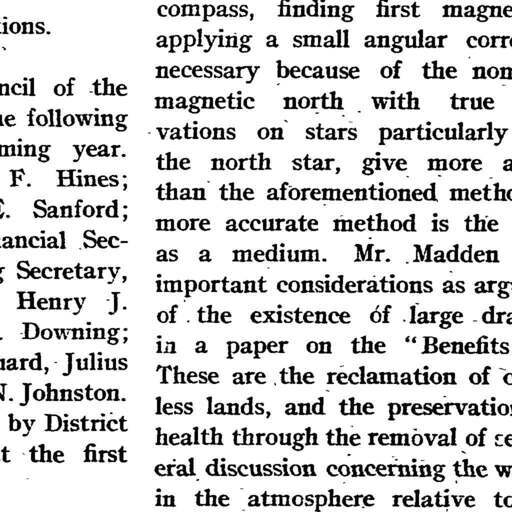 tions.
ncil of the
he following
ming year.
F. Hines;
E. Sanford;
nancial Sec-
g Secretary,
Henry J.
. Downing;
uard, Julius
N. Johnston.
by District
t the first
compass, finding first magne
applying a small angular corre
necessary because of the non
magnetic north with true
vations on stars particularly
the north star, give more a
than the aforementioned metho
more accurate method is the
as a medium. Mr. Madden
important considerations as argu
of the existence of large dra
in a paper on the "Benefits
These are the reclamation of o
less lands, and the preservatio
health through the removal of ce
eral discussion concerning the w
in the atmosphere relative to